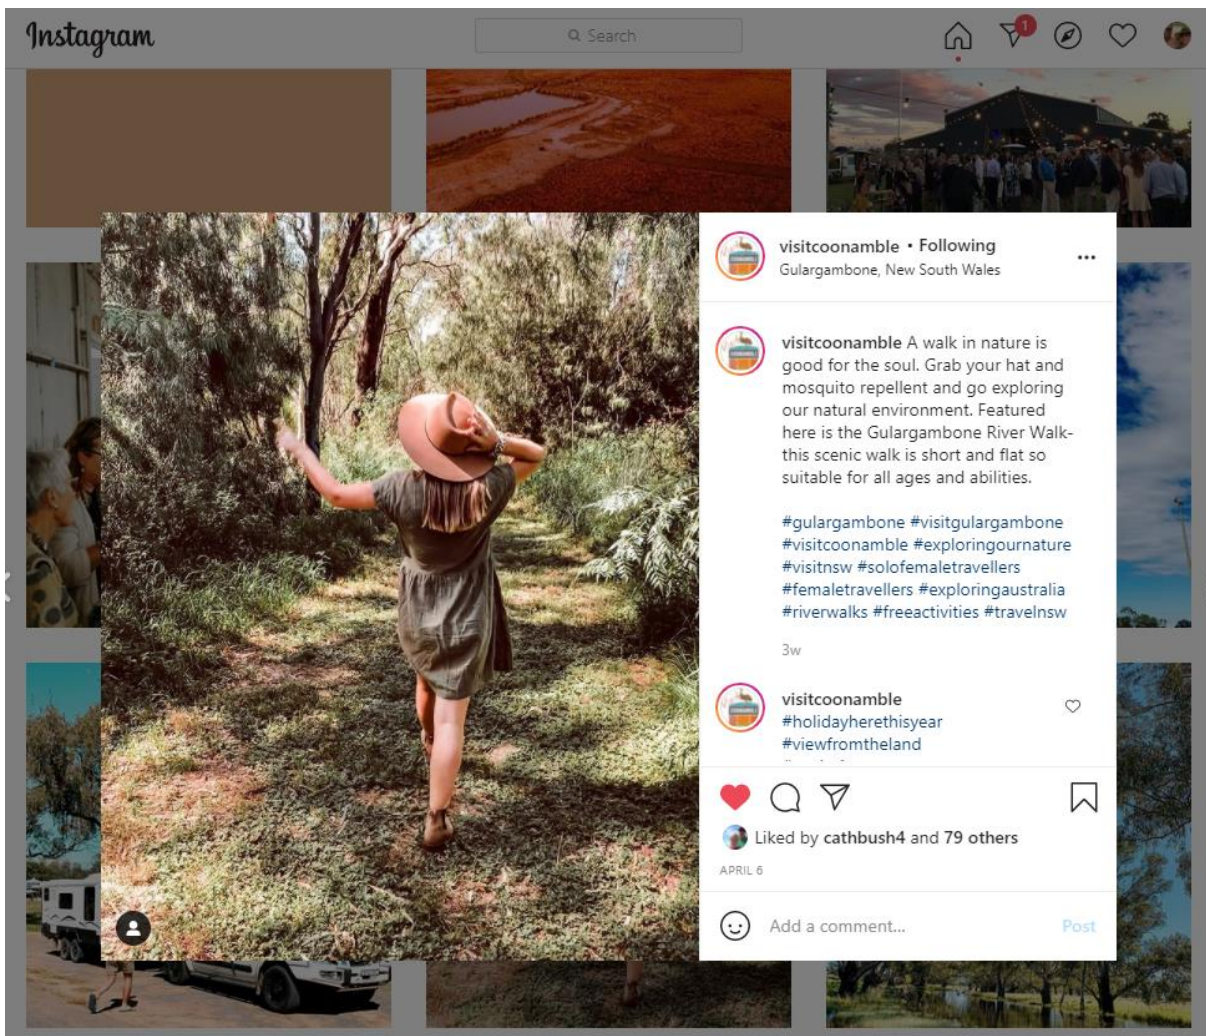 Instagram
Search
1
visitcoonamble • Following
Gulargambone, New South Wales
visitcoonamble A walk in nature is
good for the soul. Grab your hat and
mosquito repellent and go exploring
our natural environment. Featured
here is the Gulargambone River Walk-
this scenic walk is short and flat so
suitable for all ages and abilities.
#gulargambone #visitgulargambone
#visitcoonamble #exploringournature
#visitnsw #solofemaletravellers
#femaletravellers #exploringaustralia
#riverwalks #freeactivities #travelnsw
3w
visitcoonamble
#holidayherethisyear
#viewfromtheland
Liked by cathbush4 and 79 others
APRIL 6
Add a comment...
Post